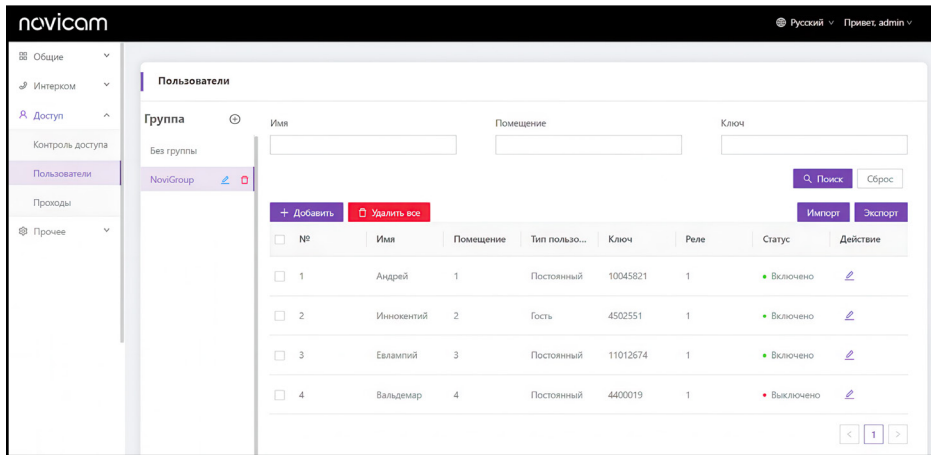 novicam
Русский Привет, admin
Общие
Интерком
Доступ
Контроль доступа
Пользователи
Проходы
Прочее
Пользователи
Группа
Без группы
NoviGroup
Имя Помещение Ключ
Поиск Сброс
+ Добавить Удалить все Импорт Экспорт
№ Имя Помещение Тип пользо... Ключ Реле Статус Действие
1 Андрей 1 Постоянный 10045821 1 Включено
2 Иннокентий 2 Гость 4502551 1 Включено
3 Евлампий 3 Постоянный 11012674 1 Включено
4 Вальдемар 4 Постоянный 4400019 1 Выключено
< 1 >